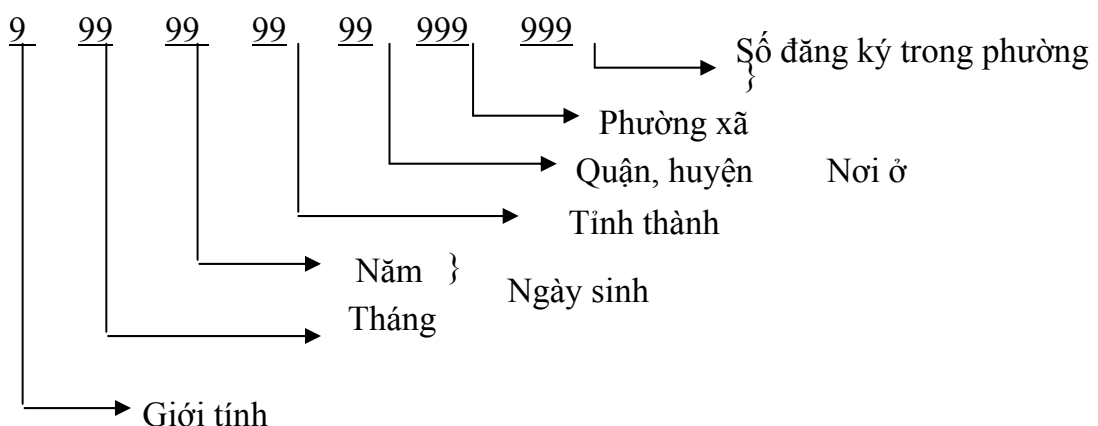 9 99 99 99 99 999 999
Số đăng ký trong phường
}
Phường xã
Quận, huyện Nơi ở
Tỉnh thành
Năm }
Ngày sinh
Tháng
Giới tính